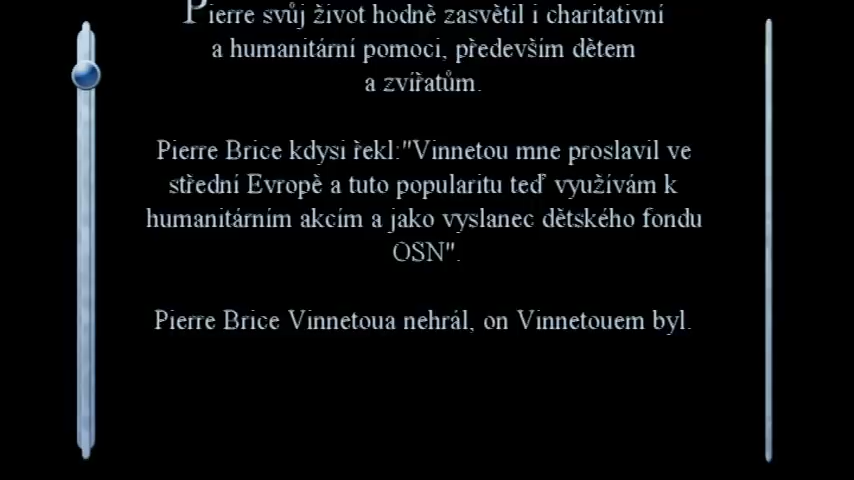 Pierre svůj život hodně zasvětil i charitativní
a humanitární pomoci, především dětem
a zvířatům.
Pierre Brice kdysi řekl:"Vinnetou mne proslavil ve
střední Evropě a tuto popularitu teď využívám k
humanitárním akcím a jako vyslanec dětského fondu
OSN".
Pierre Brice Vinnetoua nehrál, on Vinnetouem byl.